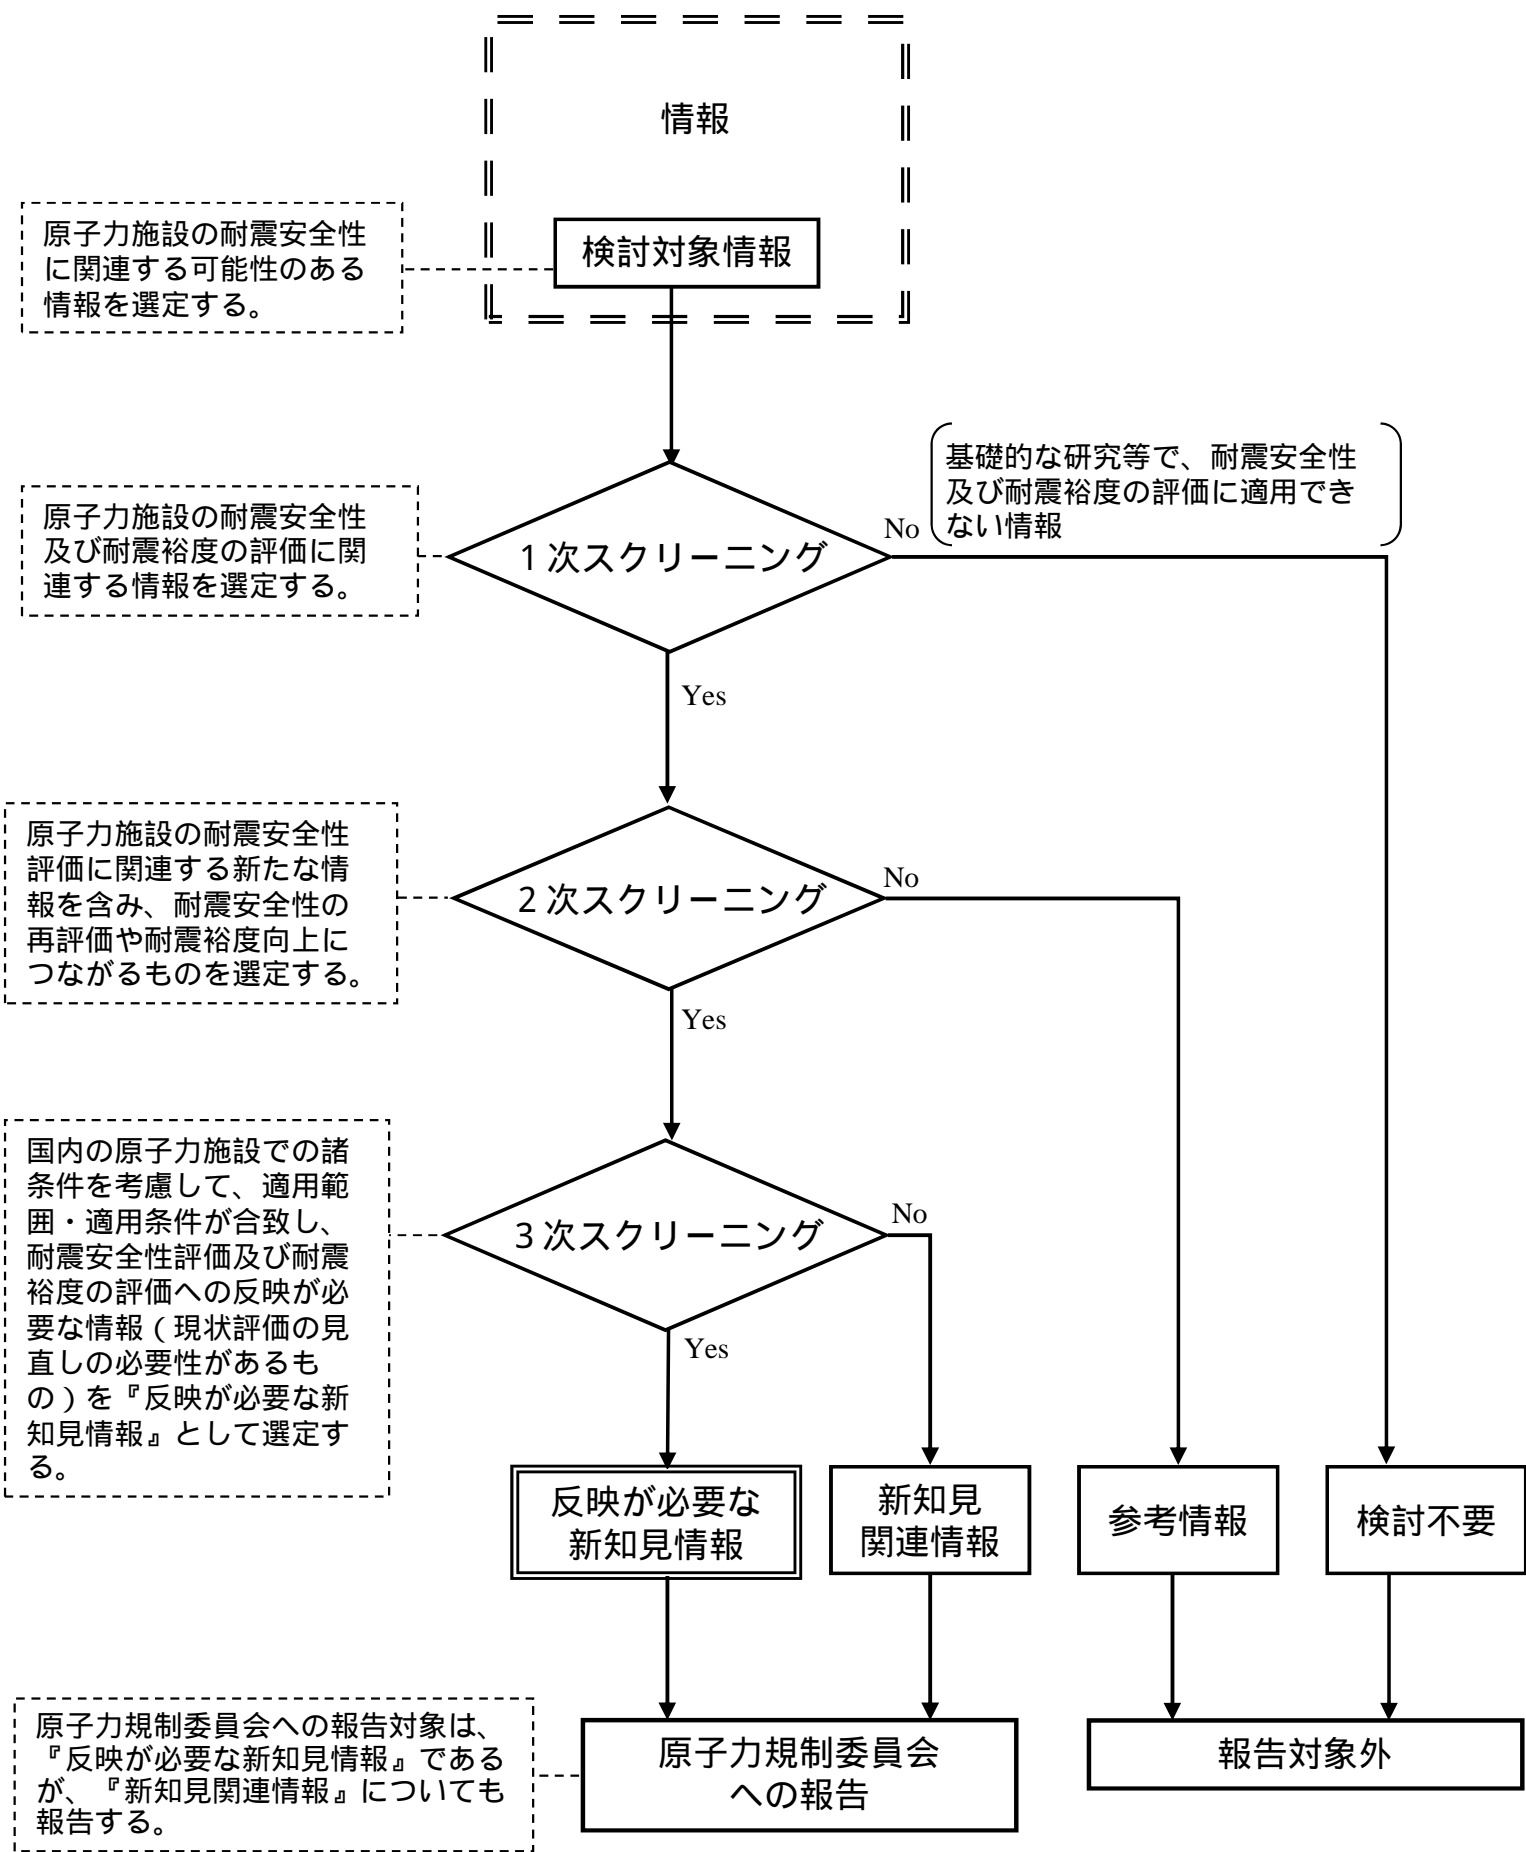 情報
検討対象情報
原子力施設の耐震安全性
に関連する可能性のある
情報を選定する。
基礎的な研究等で、耐震安全性
及び耐震裕度の評価に適用でき
ない情報
原子力施設の耐震安全性
及び耐震裕度の評価に関
連する情報を選定する。
1次スクリーニング
No
Yes
原子力施設の耐震安全性
評価に関連する新たな情
報を含み、耐震安全性の
再評価や耐震裕度向上に
つながるものを選定する。
2次スクリーニング
No
Yes
国内の原子力施設での諸
条件を考慮して、適用範
囲・適用条件が合致し、
耐震安全性評価及び耐震
裕度の評価への反映が必
要な情報（現状評価の見
直しの必要性があるも
の）を『反映が必要な新
知見情報』として選定す
る。
3次スクリーニング
No
Yes
反映が必要な
新知見情報
新知見
関連情報
参考情報
検討不要
原子力規制委員会への報告対象は、
『反映が必要な新知見情報』である
が、『新知見関連情報』についても
報告する。
原子力規制委員会
への報告
報告対象外